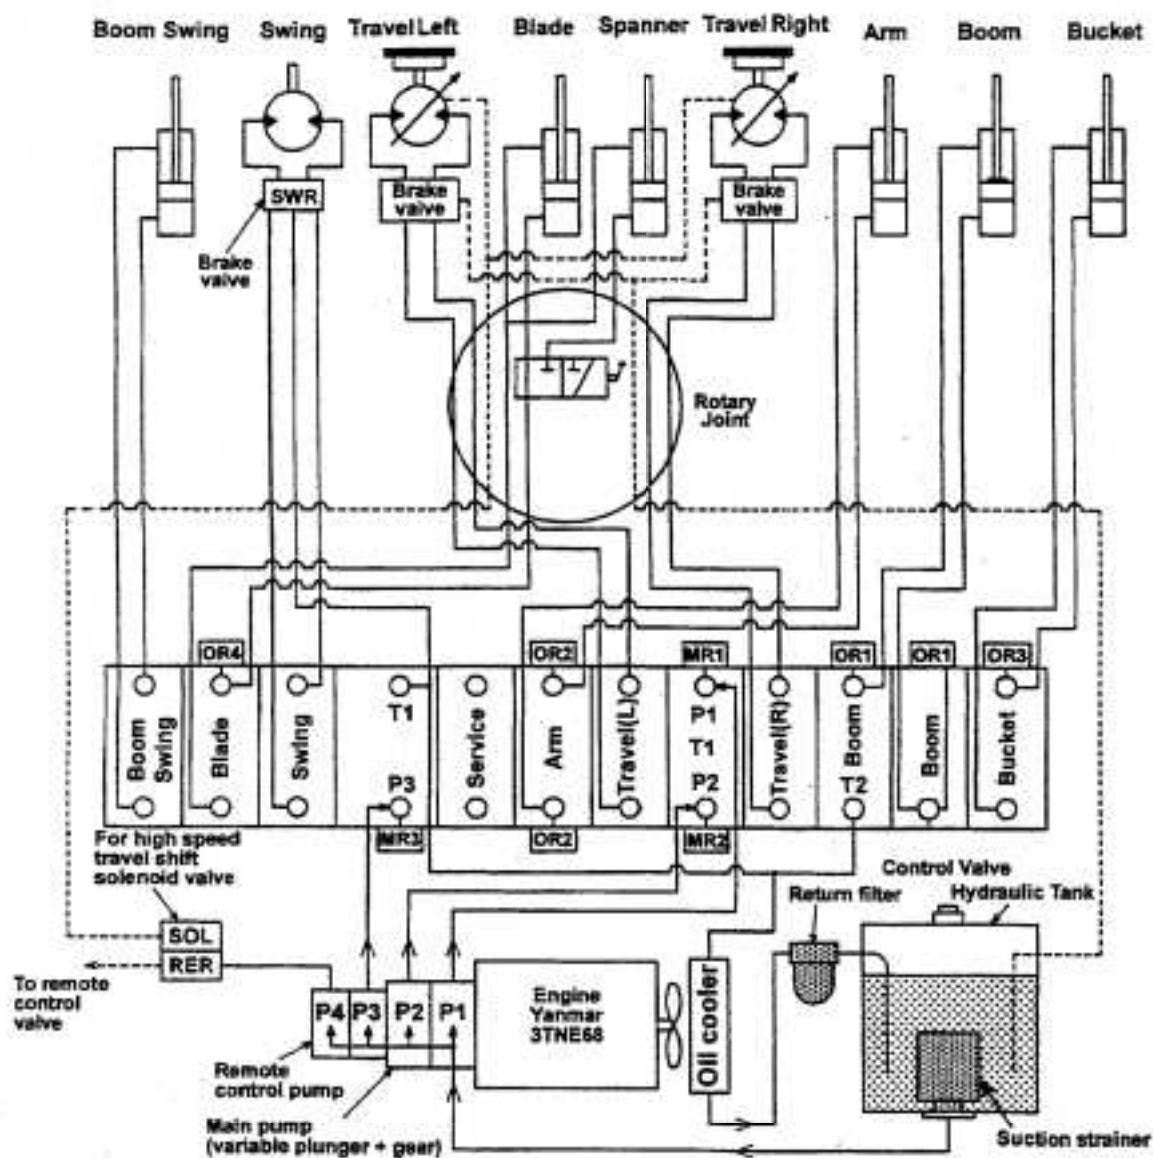 Boom Swing
Swing
Travel Left
Blade
Spanner
Travel Right
Arm
Boom
Bucket
SWR
Brake
valve
Brake
valve
Brake
valve
Rotary
Joint
OR4
OR2
MR1
OR1
OR1
OR3
Boom
Swing
Blade
Swing
T1
P3
Service
Arm
Travel(L)
P1
T1
P2
Travel(R)
Boom
T2
Boom
Bucket
MR3
OR2
MR2
For high speed
travel shift
solenoid valve
Control Valve
Return filter
Hydraulic Tank
SOL
RER
To remote
control
valve
P4
P3
P2
P1
Engine
Yanmar
3TNE68
Oil cooler
Remote
control pump
Main pump
(variable plunger + gear)
Suction strainer